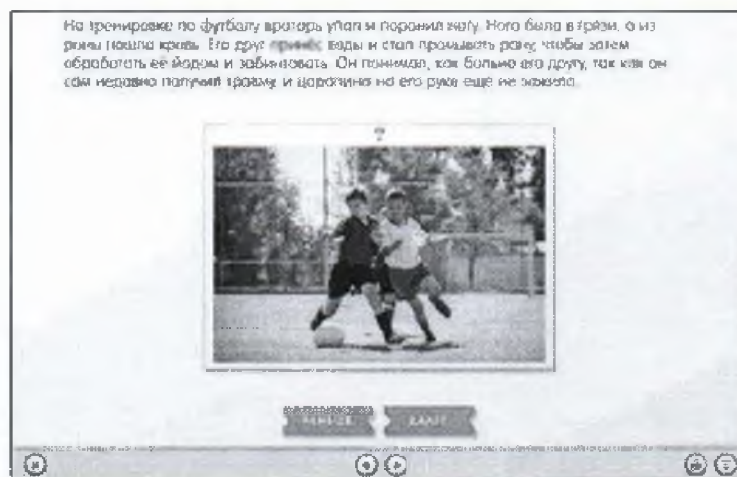 На тренировке по футболу вратарь упал и поранил ногу. Нога была в грязи, а из
раны пошла кровь. Его друг принёс воды и стал промывать рану, чтобы затем
обработать её йодом и забинтовать. Он понимал, как больно его другу, так как он
сам недавно получил травму, и царапина на его руке ещё не зажила.
?
ДАЛЕЕ